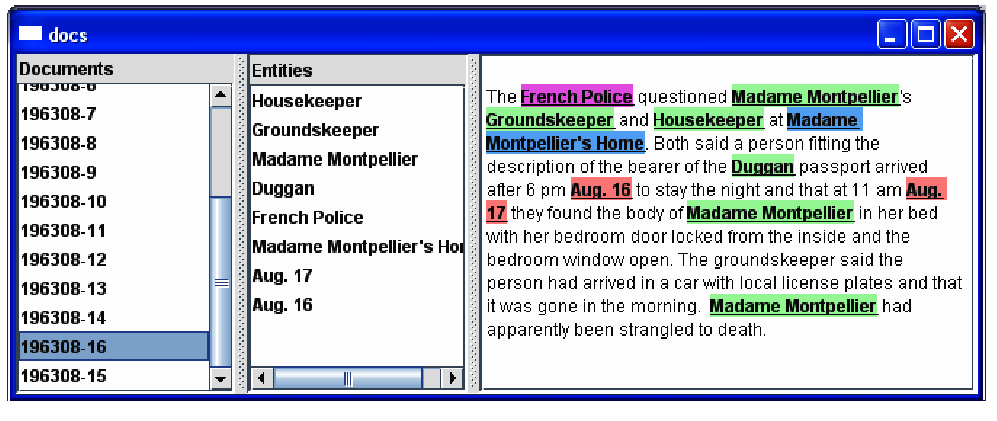 docs
Documents
196308-6
196308-7
196308-8
196308-9
196308-10
196308-11
196308-12
196308-13
196308-14
196308-16
196308-15
Entities
Housekeeper
Groundskeeper
Madame Montpellier
Duggan
French Police
Madame Montpellier's Hor
Aug. 17
Aug. 16
The French Police questioned Madame Montpellier's
Groundskeeper and Housekeeper at Madame
Montpellier's Home. Both said a person fitting the
description of the bearer of the Duggan passport arrived
after 6 pm Aug. 16 to stay the night and that at 11 am Aug.
17 they found the body of Madame Montpellier in her bed
with her bedroom door locked from the inside and the
bedroom window open. The groundskeeper said the
person had arrived in a car with local license plates and that
it was gone in the morning. Madame Montpellier had
apparently been strangled to death.